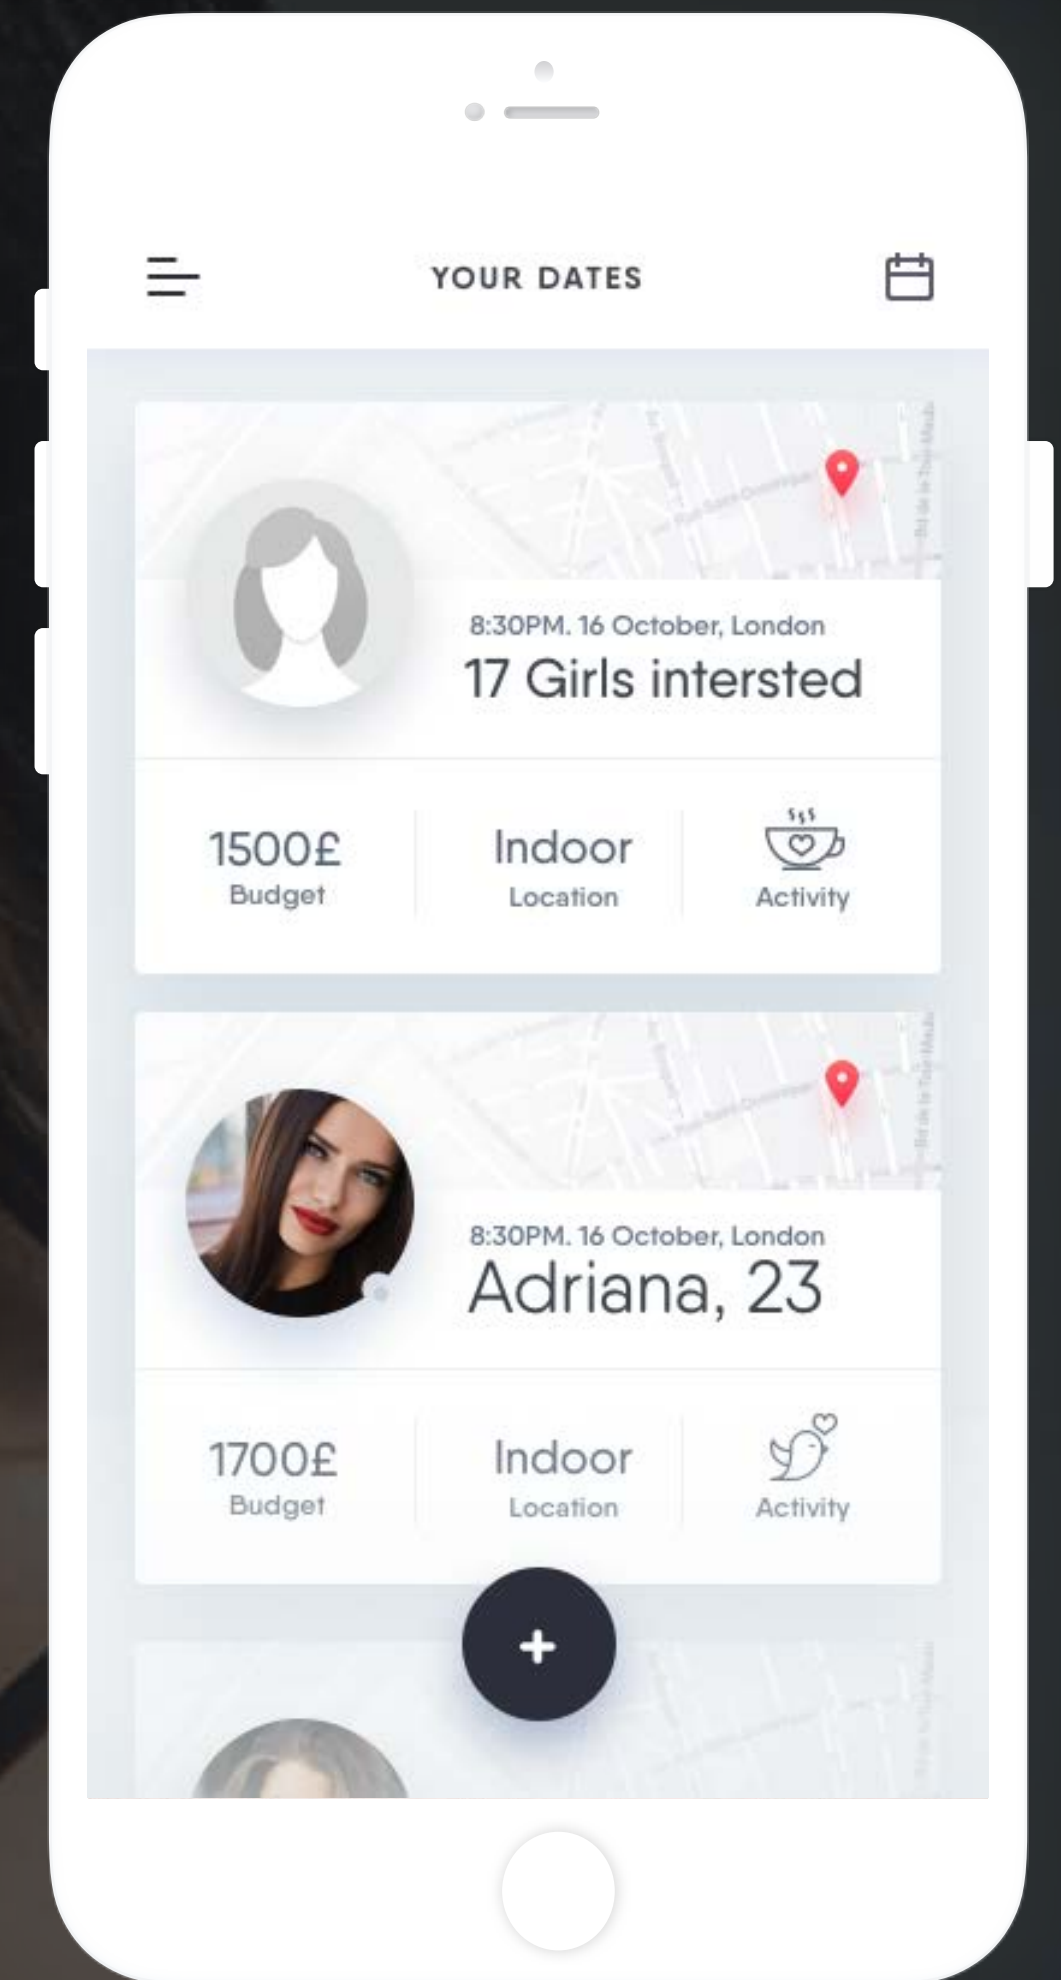 YOUR DATES
8:30PM. 16 October, London
17 Girls intersted
1500£
Budget
Indoor
Location
Activity
8:30PM. 16 October, London
Adriana, 23
1700£
Budget
Indoor
Location
Activity
+